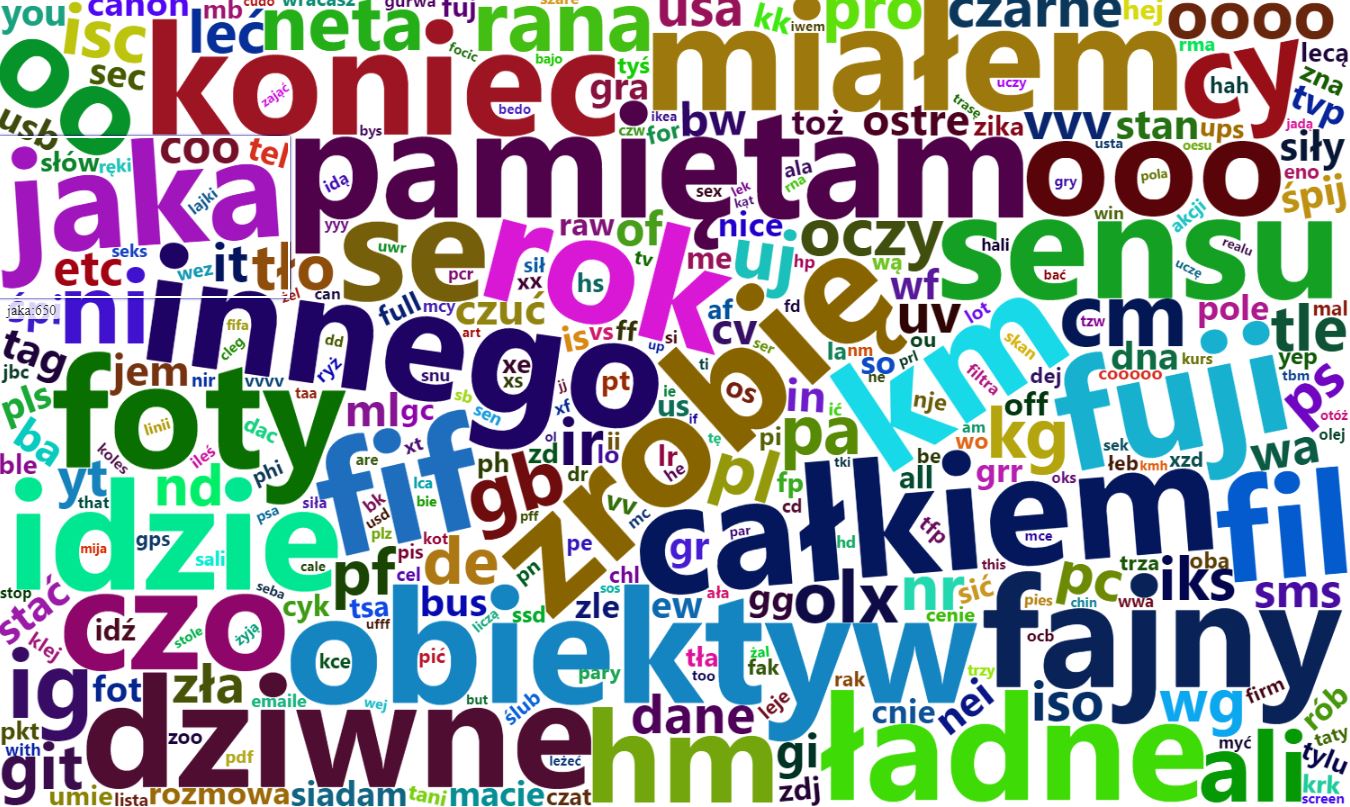 you canon mb cudo wracasz gurwa fuj szare usa kk iwem pro czarne hej oooo
isc leć neta rana
oo sec koniec focic bajo tyś miałem cy rma lecą
usb zająć bedo gra uczy hah zna
bys ikea czw for bw trase toż ostre zika vvv stan ups tvp
słów ręki coo tel pamiętam ala rna usta oesu jadą siły
jaka lajki idą sex lek kąt ooo gry pola eno śpij
yyy se uwr rok raw of nice oczy sensu win akcji
seks wez it tło pcr sił xx hs tv me uj hp wą hali bać realu uczę
etc żel can full mcy czuć af fd wf
jaka:650
ni innego art is vs ff si up cv ser zrobię uv lot cm tzw pole mal
tag fifa cleg dd ryż xe xs snu ti la nm so ou prl ne km skan dna kurs tle yep
jbc jem nir vvvv taa jj pt ie us if os in ić nje filtra dej cooooo fuji tbm ps
pls foty linii dac mlgc sb sen xf ol ii lo tę pi pa am wo off kg otóż
ba koles ileś phi are xt ph zd ir lr he be sek łeb kmh xzd olej wa
ble yt that nd fif lca bie gb dr vv mc pl fp tki all grr oks
idzie siła bk usd plz pff cd całkiem fil
mija gps psa sali kot pis pe gr par hd tfp mce
stop cale seba pf cel de pn chl sos ała this trza iks oba
stać czo cyk tsa bus liczą ssd zle ew gg olx nr sić cenie pies chin pc wwa sms
klej idź stole żyją ufff obiektyw fajny ocb
kce pić tła żal fak too trzy
ig fot zła emaile wej but ślub pary leje rak cnie nei iso wg firm rób
pkt with dziwne zoo pdf leżeć hm dane gi ładne myć ali taty tylu
git umie lista rozmowa siadam tani macie czat zdj krk screen